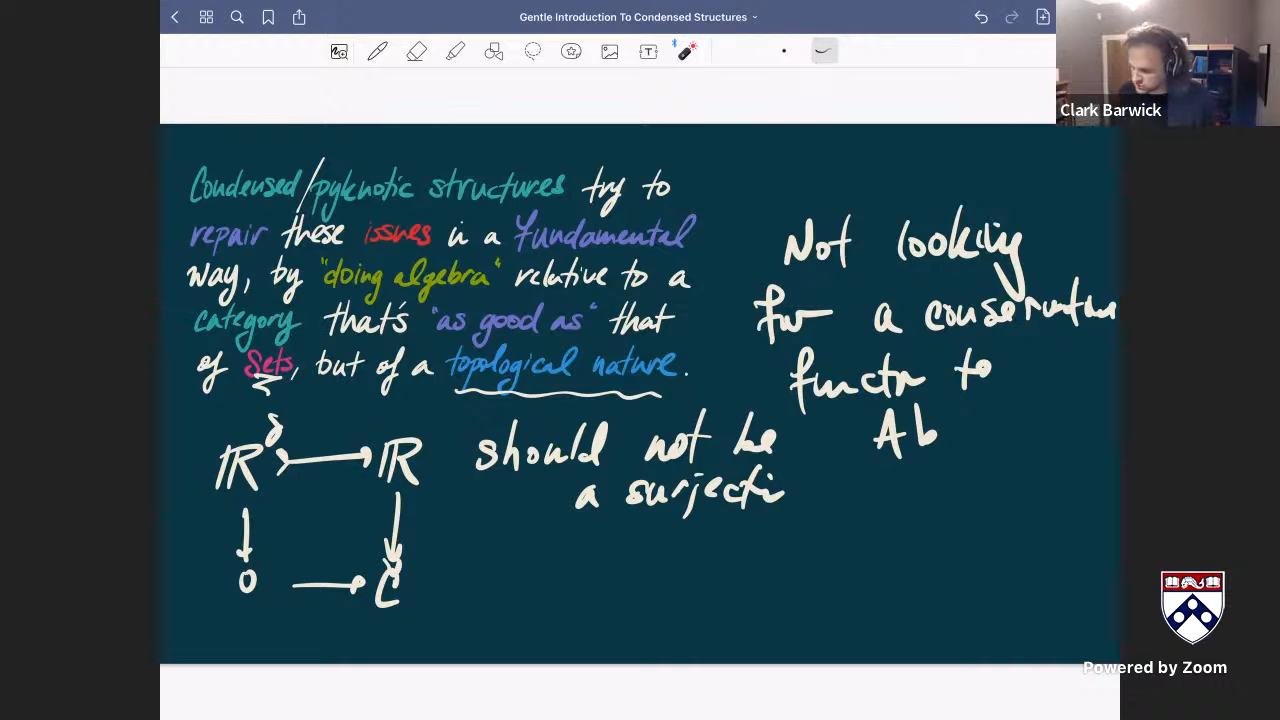 Gentle Introduction To Condensed Structures
Clark Barwick
Condensed/pyknotic structures try to
repair these issues in a fundamental
way, by "doing algebra" relative to a
category that's "as good as" that
of Sets, but of a topological nature.
Not looking
for a conservative
functor to
Ab
ℝ^δ ↣ ℝ
should not be
a surjectio
0 → C
Powered by Zoom